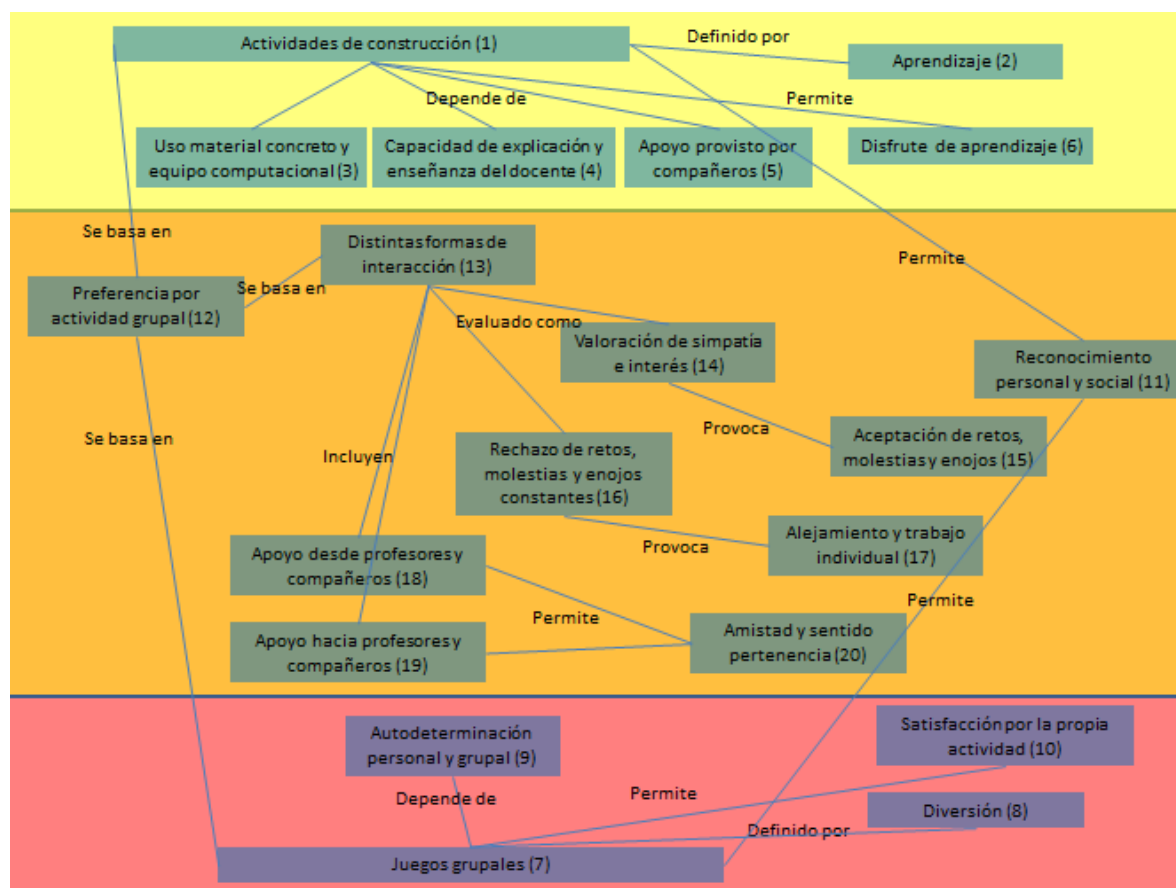 Actividades de construcción (1)
Definido por
Aprendizaje (2)
Depende de
Permite
Uso material concreto y
equipo computacional (3)
Capacidad de explicación y
enseñanza del docente (4)
Apoyo provisto por
compañeros (5)
Disfrute de aprendizaje (6)
Se basa en
Distintas formas de
interacción (13)
Permite
Preferencia por
actividad grupal (12)
Se basa en
Evaluado como
Valoración de simpatía
e interés (14)
Reconocimiento
personal y social (11)
Se basa en
Provoca
Aceptación de retos,
molestias y enojos (15)
Incluyen
Rechazo de retos,
molestias y enojos
constantes (16)
Provoca
Alejamiento y trabajo
individual (17)
Apoyo desde profesores y
compañeros (18)
Permite
Permite
Apoyo hacia profesores y
compañeros (19)
Amistad y sentido
pertenencia (20)
Autodeterminación
personal y grupal (9)
Satisfacción por la propia
actividad (10)
Depende de
Permite
Diversión (8)
Definido por
Juegos grupales (7)